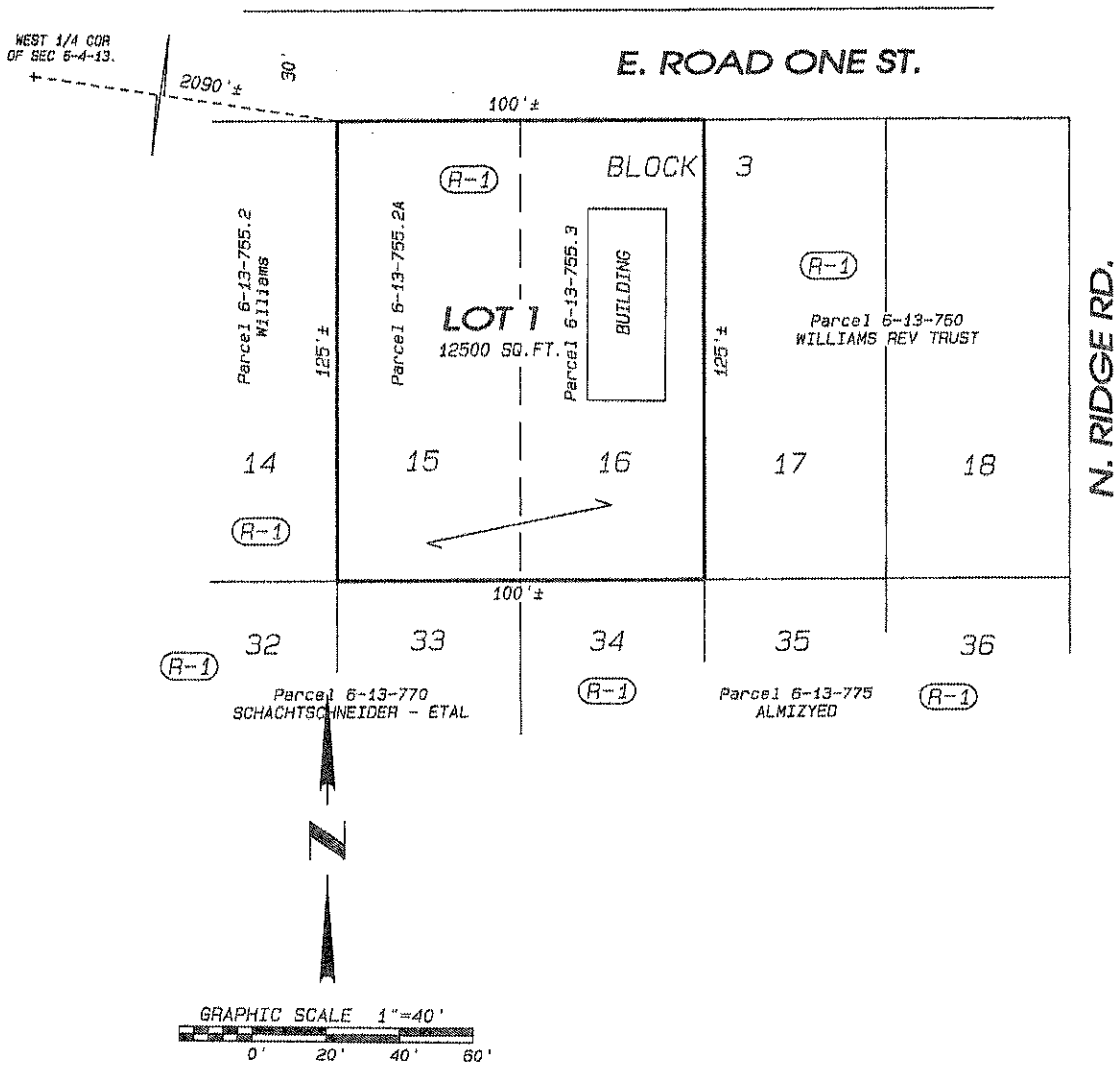 WEST 1/4 COR
OF SEC 6-4-13.
2090'±
30'
E. ROAD ONE ST.
100'±
BLOCK 3
R-1
Parcel 6-13-755.2
Williams
125'±
Parcel 6-13-755.2A
LOT 1
12500 SQ.FT.
Parcel 6-13-755.3
BUILDING
125'±
R-1
Parcel 6-13-760
WILLIAMS REV TRUST
N. RIDGE RD.
14
15
16
17
18
R-1
100'±
32
33
34
35
36
R-1
R-1
R-1
Parcel 6-13-770
SCHACHTSCHNEIDER - ETAL
Parcel 6-13-775
ALMIZYED
N
GRAPHIC SCALE 1"=40'
0' 20' 40' 60'